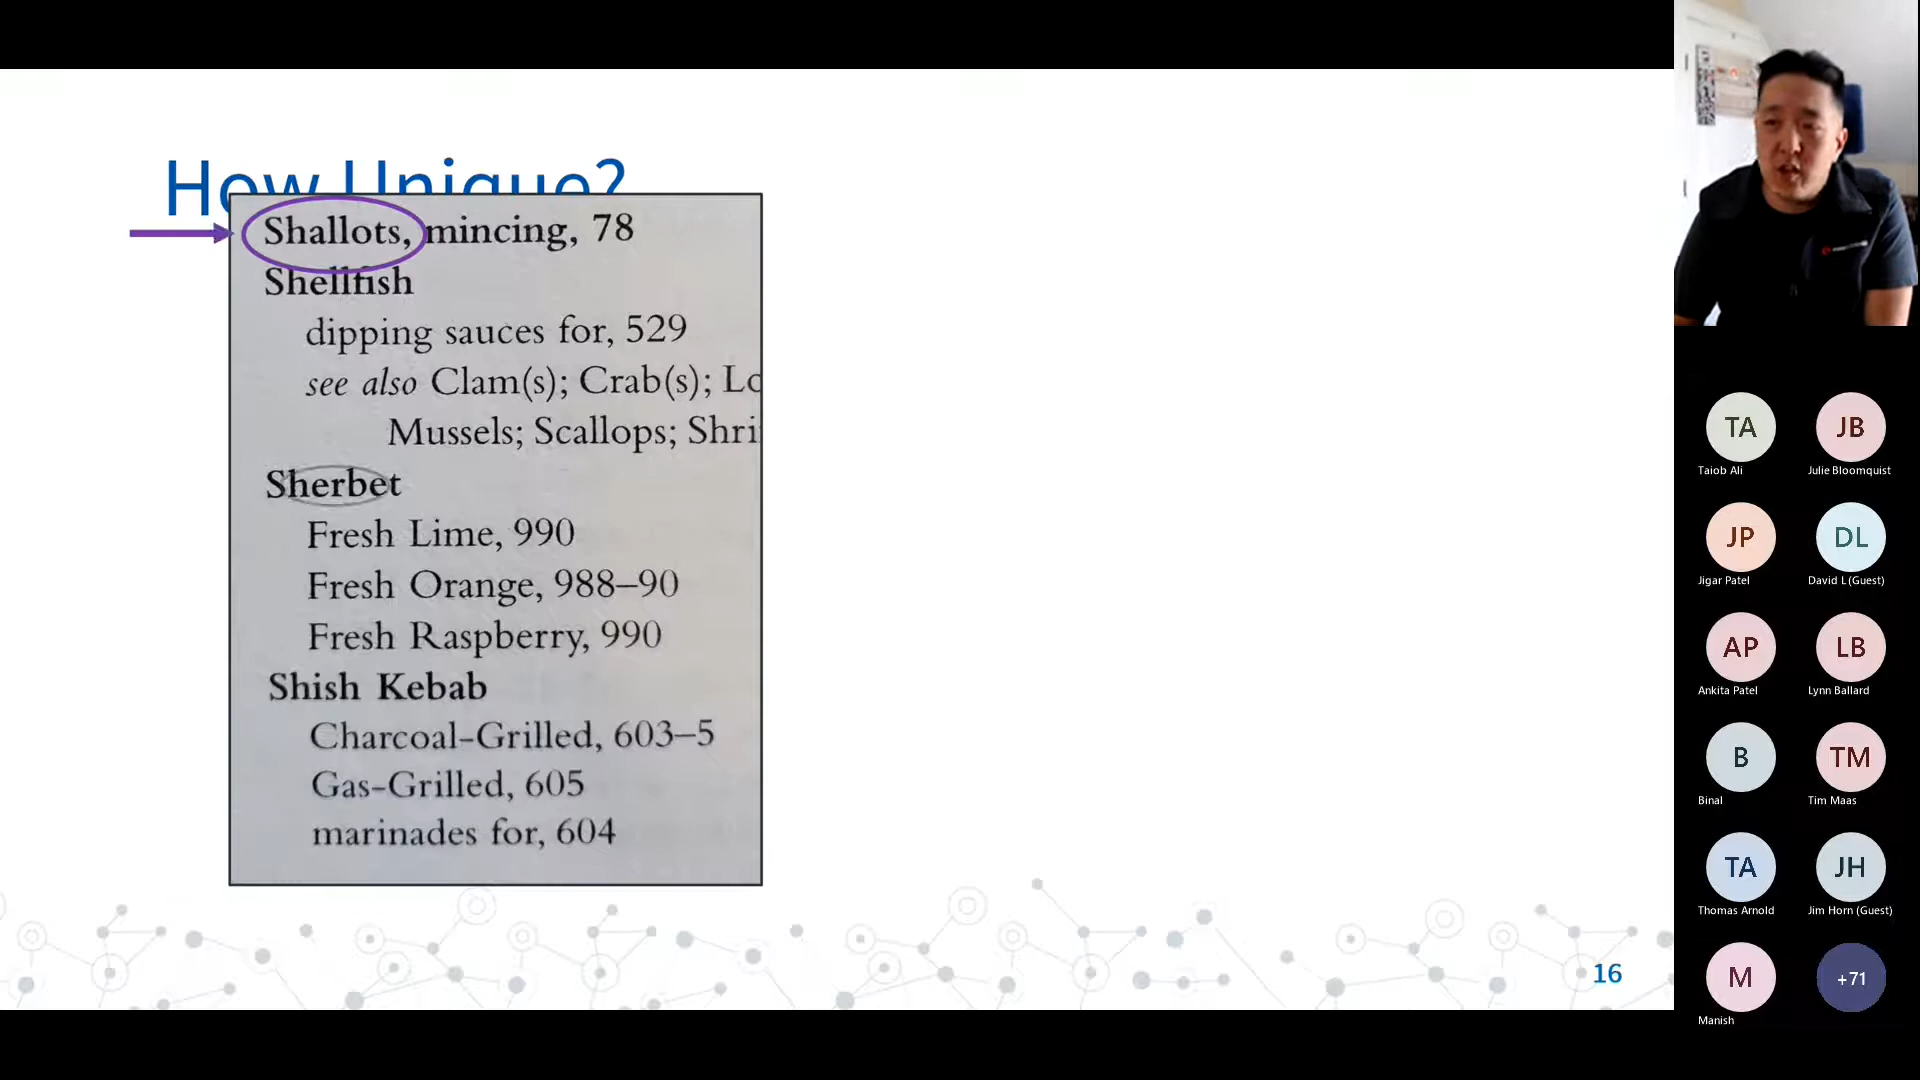 How Unique?
Shallots, mincing, 78
Shellfish
dipping sauces for, 529
see also Clam(s); Crab(s); Lo
Mussels; Scallops; Shri
Sherbet
Fresh Lime, 990
Fresh Orange, 988–90
Fresh Raspberry, 990
Shish Kebab
Charcoal-Grilled, 603–5
Gas-Grilled, 605
marinades for, 604
16
TA
Taiob Ali
JB
Julie Bloomquist
JP
Jigar Patel
DL
David L (Guest)
AP
Ankita Patel
LB
Lynn Ballard
B
Binal
TM
Tim Maas
TA
Thomas Arnold
JH
Jim Horn (Guest)
M
Manish
+71